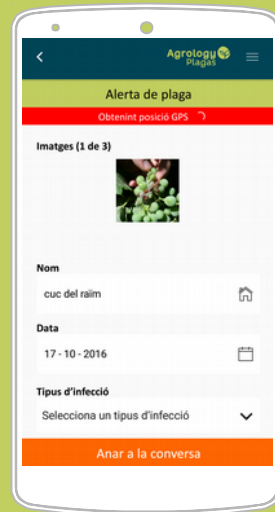 Agrology
Plagas
Alerta de plaga
Obtenint posició GPS
Imatges (1 de 3)
Nom
cuc del raïm
Data
17 - 10 - 2016
Tipus d'infecció
Selecciona un tipus d'infecció
Anar a la conversa